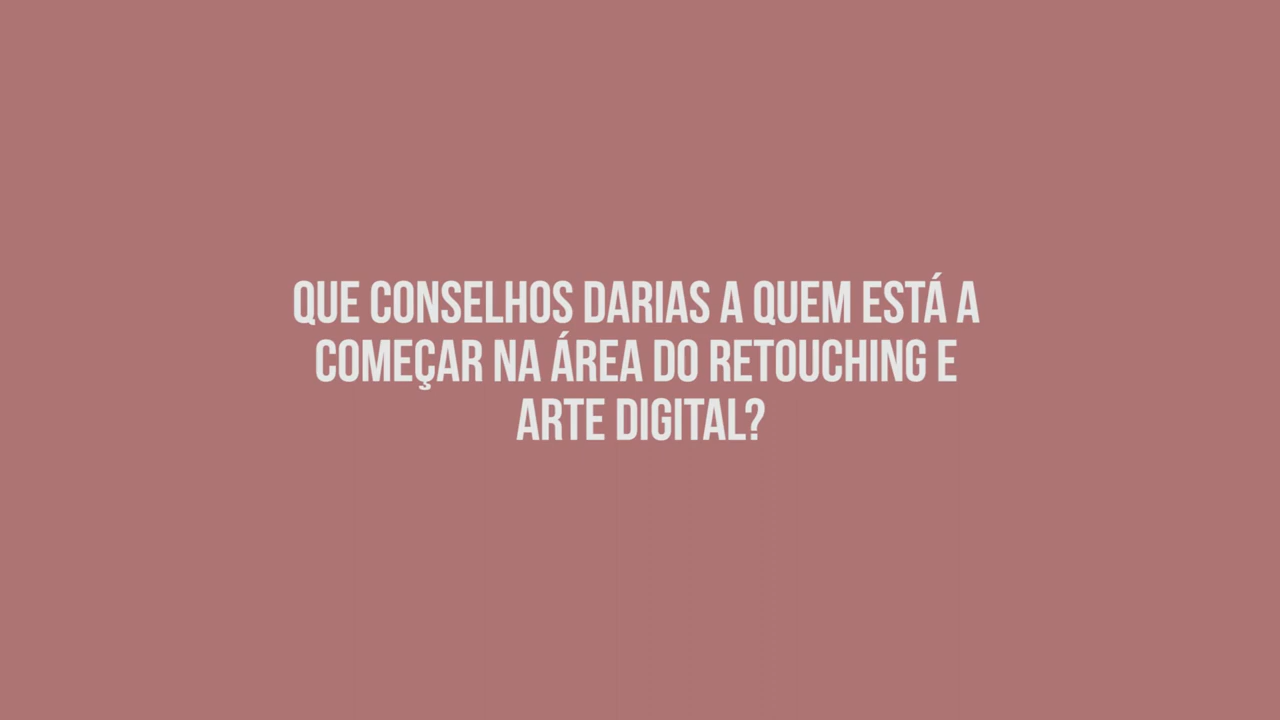 QUE CONSELHOS DARIAS A QUEM ESTÁ A
COMEÇAR NA ÁREA DO RETOUCHING E
ARTE DIGITAL?